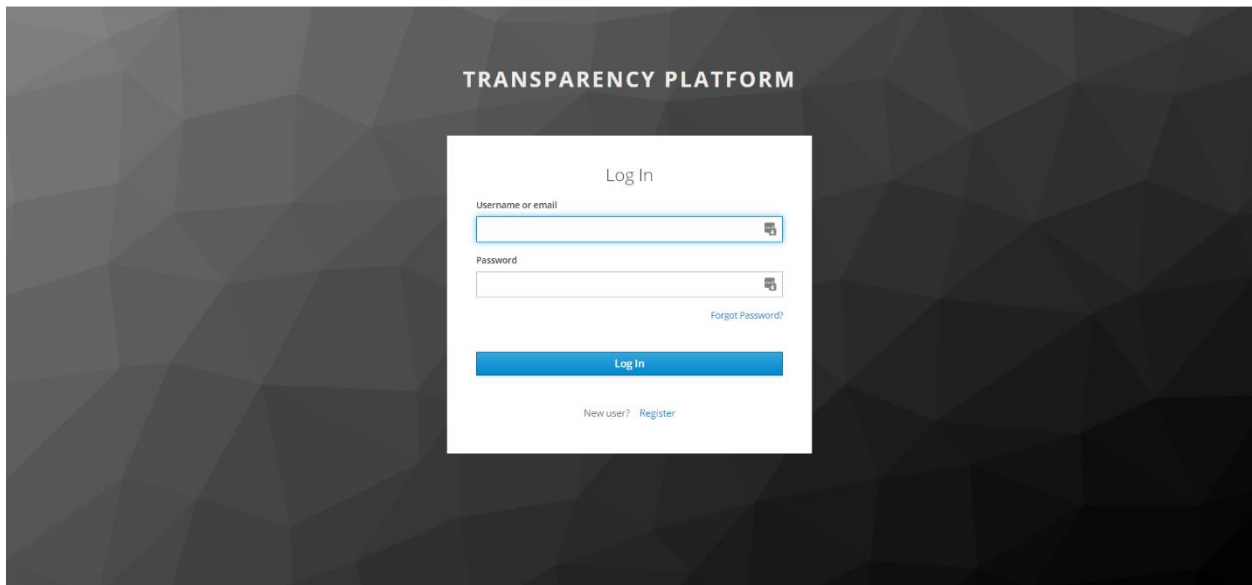 TRANSPARENCY PLATFORM
Log In
Username or email
Password
Forgot Password?
Log In
New user? Register